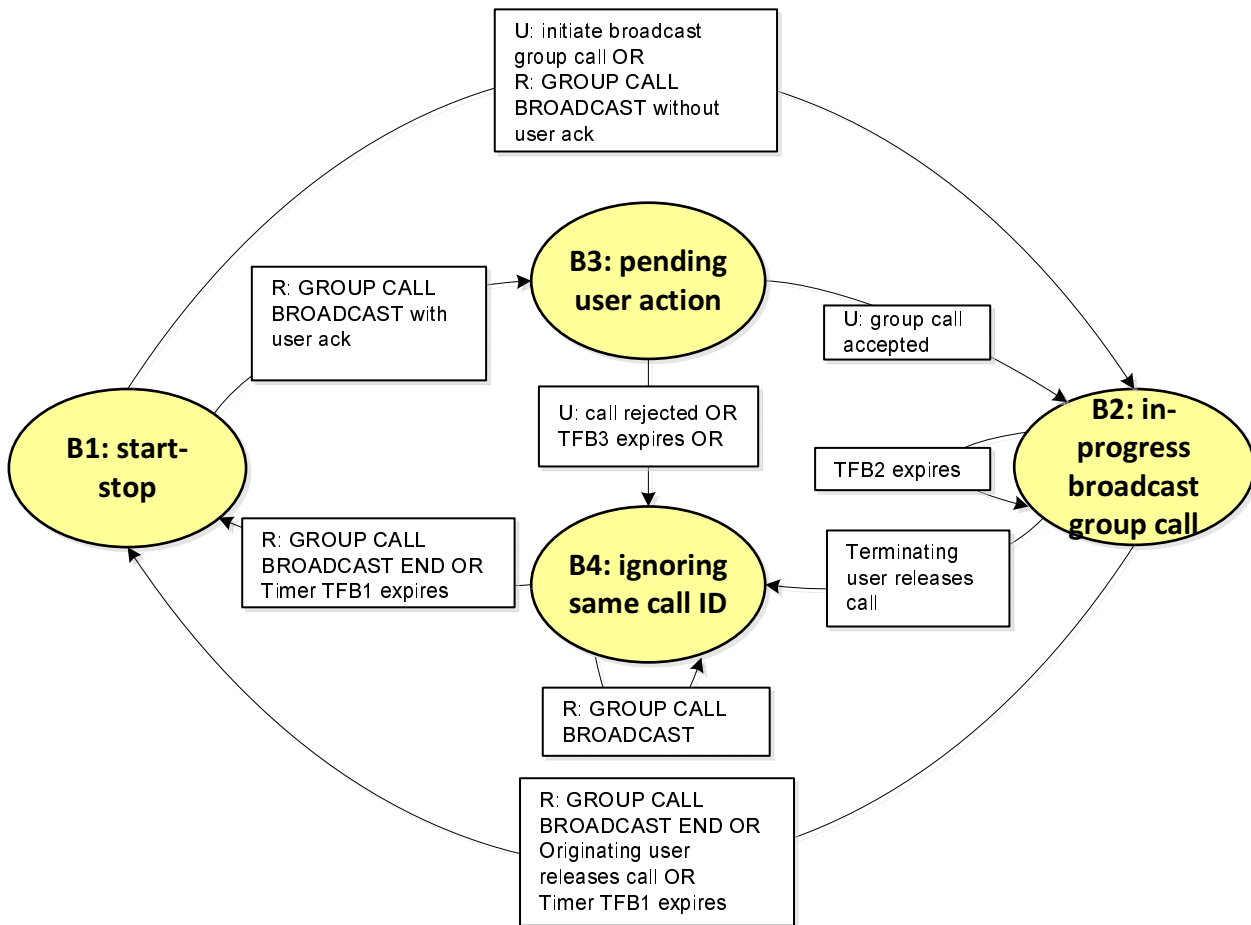 U: initiate broadcast
group call OR
R: GROUP CALL
BROADCAST without
user ack
B3: pending
user action
R: GROUP CALL
BROADCAST with
user ack
U: group call
accepted
U: call rejected OR
TFB3 expires OR
B1: start-
stop
B2: in-
progress
broadcast
group call
TFB2 expires
R: GROUP CALL
BROADCAST END OR
Timer TFB1 expires
B4: ignoring
same call ID
Terminating
user releases
call
R: GROUP CALL
BROADCAST
R: GROUP CALL
BROADCAST END OR
Originating user
releases call OR
Timer TFB1 expires